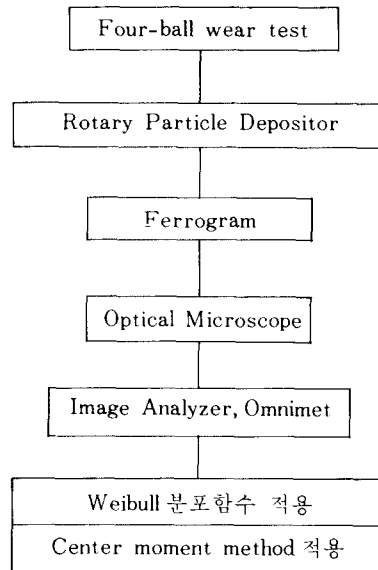 Four-ball wear test
Rotary Particle Depositor
Ferrogram
Optical Microscope
Image Analyzer, Omnimet
Weibull 분포함수 적용
Center moment method 적용